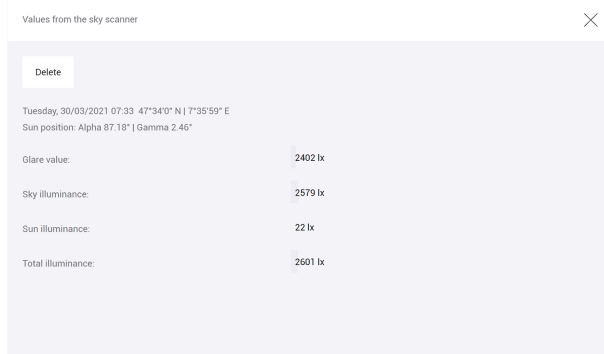 Values from the sky scanner
Delete
Tuesday, 30/03/2021 07:33 47°34'0" N | 7°35'59" E
Sun position: Alpha 87.18° | Gamma 2.46°
Glare value: 2402 lx
Sky illuminance: 2579 lx
Sun illuminance: 22 lx
Total illuminance: 2601 lx